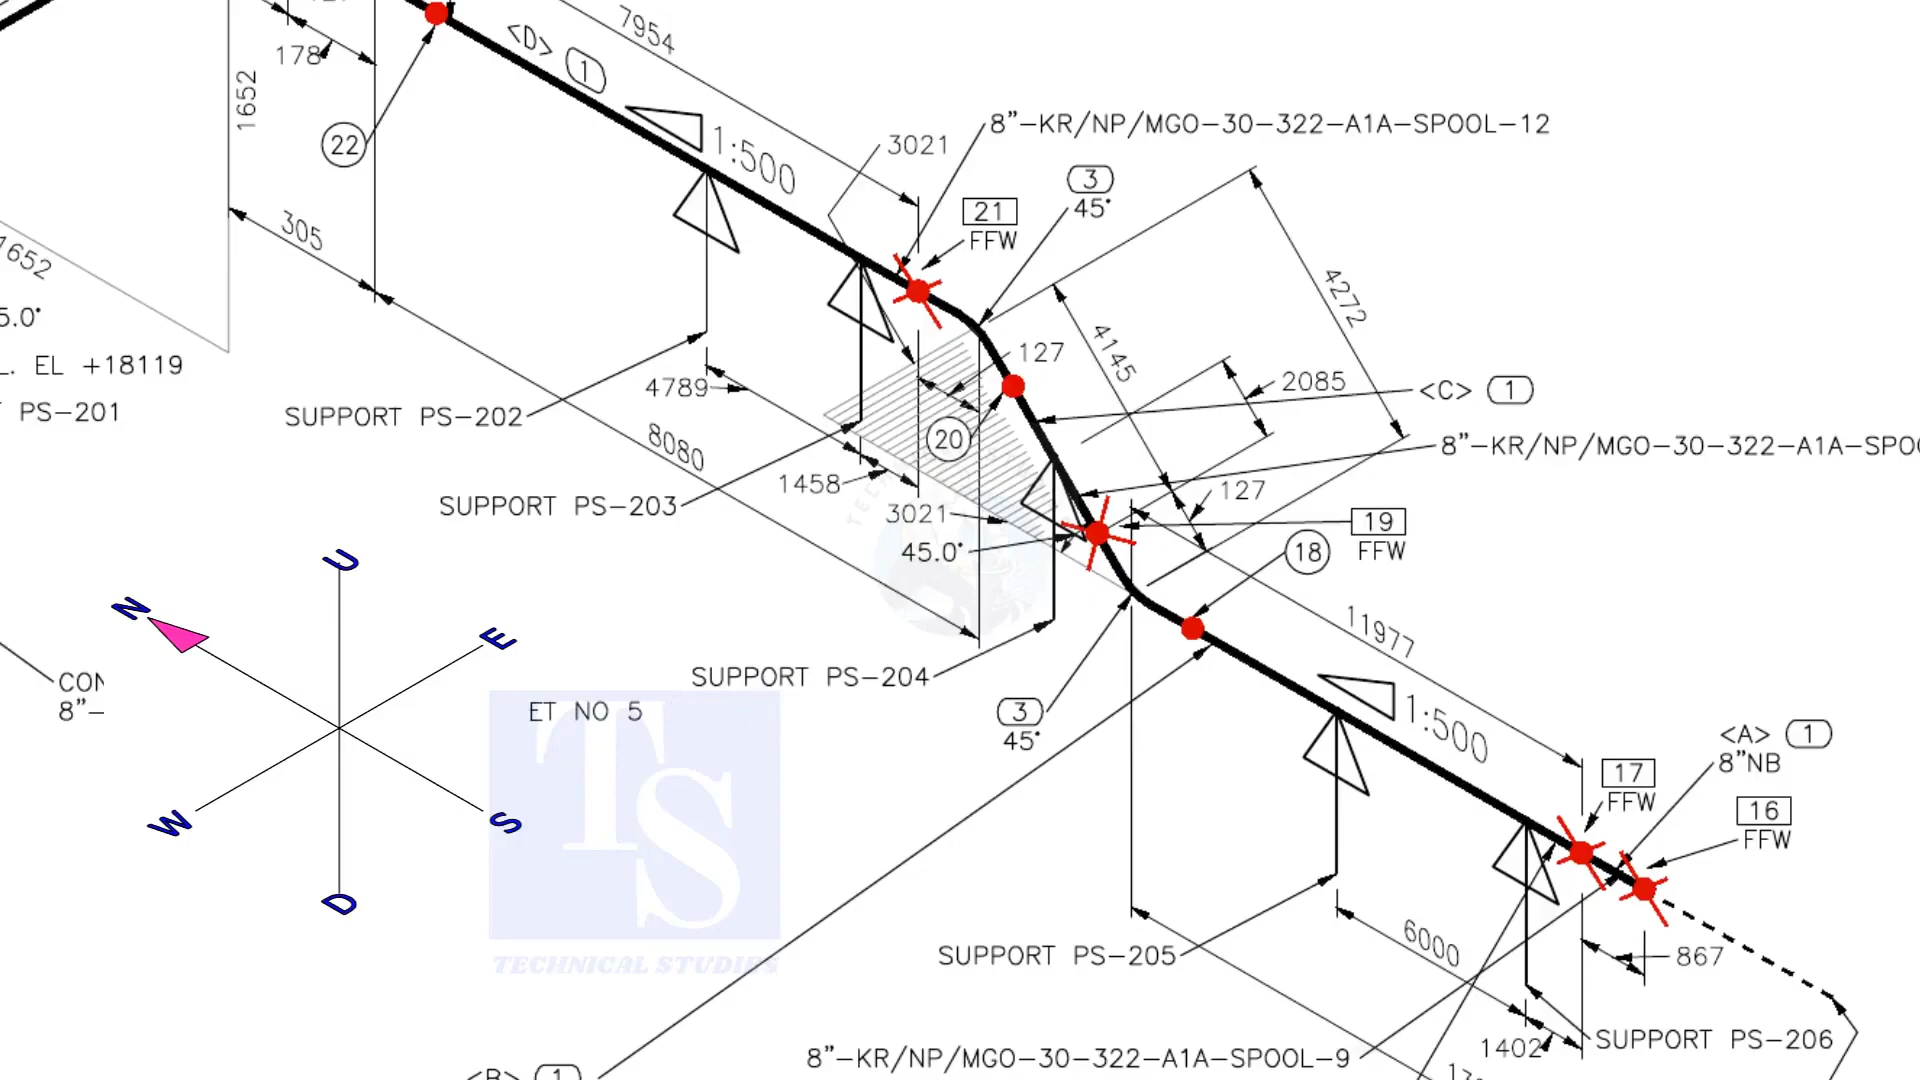 7954
<D> 1
178
1652
8"-KR/NP/MGO-30-322-A1A-SPOOL-12
3021
22
1:500
3
45°
21
FFW
305
1652
5.0°
4272
4145
127
2085
L. EL +18119
4789
<C> 1
PS-201
SUPPORT PS-202
20
8080
8"-KR/NP/MGO-30-322-A1A-SPOO
1458
127
SUPPORT PS-203
3021
19
FFW
45.0°
18
U
N
E
11977
SUPPORT PS-204
CON
8"-
ET NO 5
3
45°
1:500
<A> 1
8"NB
17
FFW
16
FFW
W
S
D
TS
TECHNICAL STUDIES
6000
SUPPORT PS-205
867
1402
SUPPORT PS-206
8"-KR/NP/MGO-30-322-A1A-SPOOL-9
<B> 1